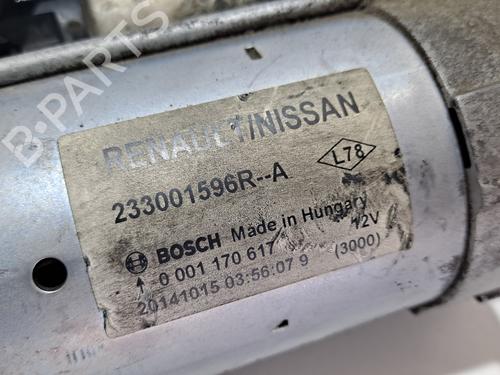 B-PARTS
RENAULT/NISSAN
L78
233001596R--A
BOSCH Made in Hungary
0 001 170 617
12V
20141015 03:56:07 9
(3000)